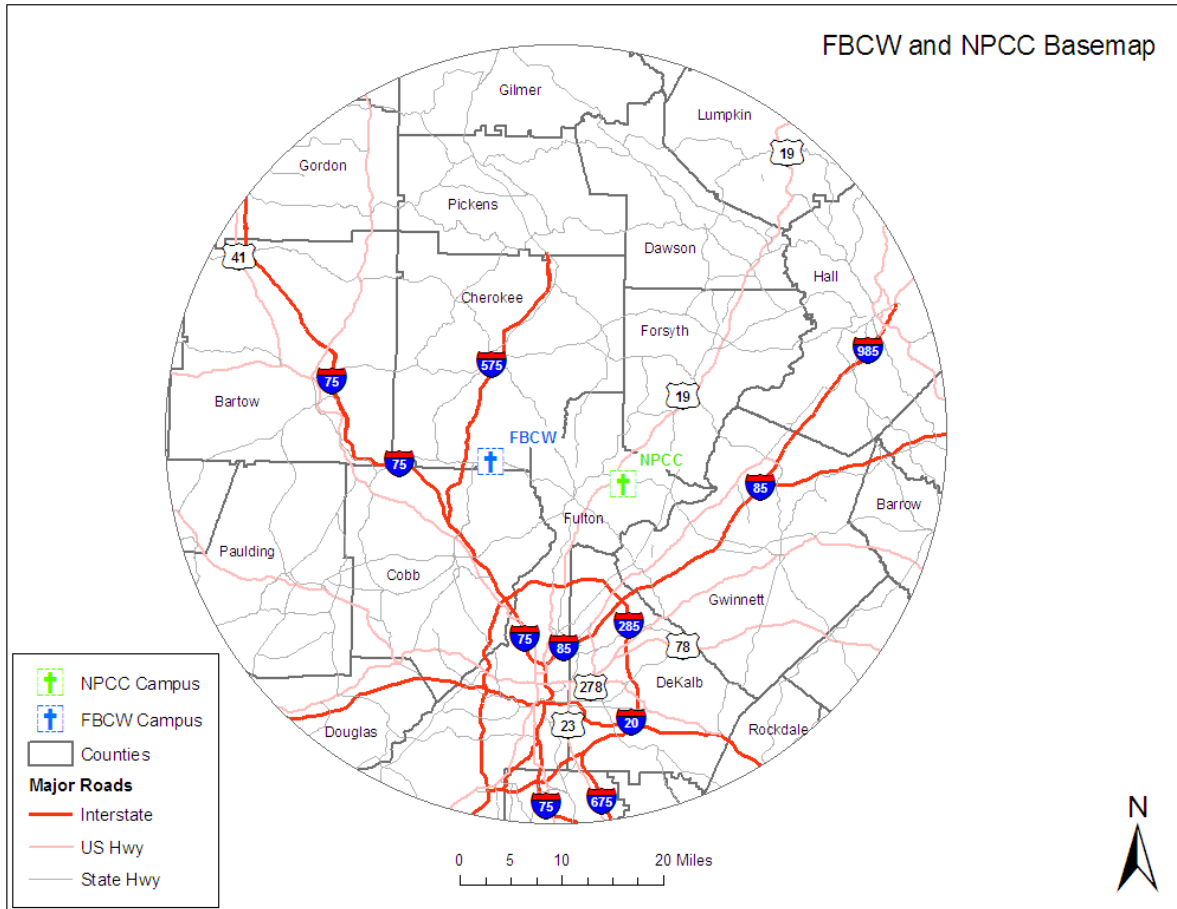 FBCW and NPCC Basemap
Gilmer
Lumpkin
19
Gordon
Pickens
Dawson
41
Hall
Cherokee
Forsyth
985
575
75
19
Bartow
FBCW
NPCC
75
85
Barrow
Fulton
Paulding
Cobb
Gwinnett
285
75
85
78
278
DeKalb
23
20
Douglas
Rockdale
75
675
NPCC Campus
FBCW Campus
Counties
Major Roads
Interstate
US Hwy
State Hwy
0 5 10 20 Miles
N